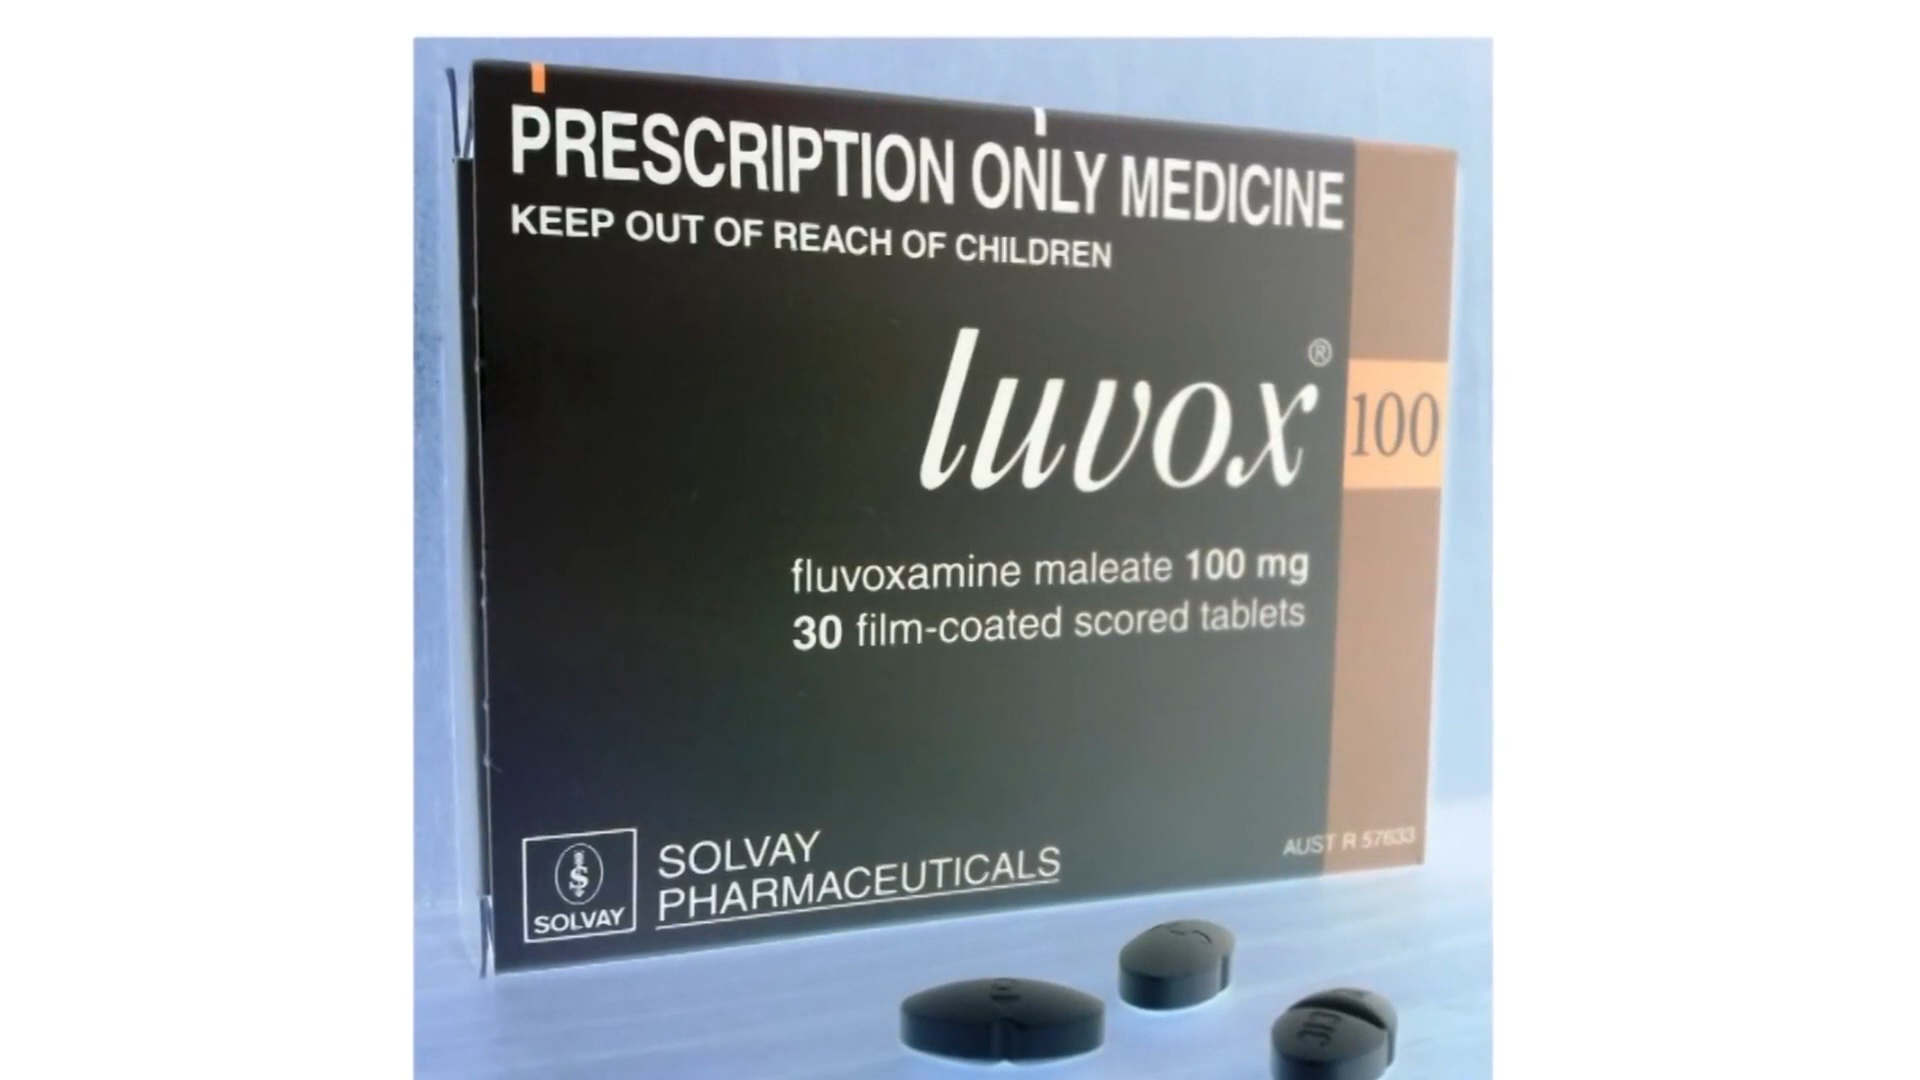 PRESCRIPTION ONLY MEDICINE
KEEP OUT OF REACH OF CHILDREN
luvox®
100
fluvoxamine maleate 100 mg
30 film-coated scored tablets
SOLVAY
SOLVAY
PHARMACEUTICALS
AUST R 57633